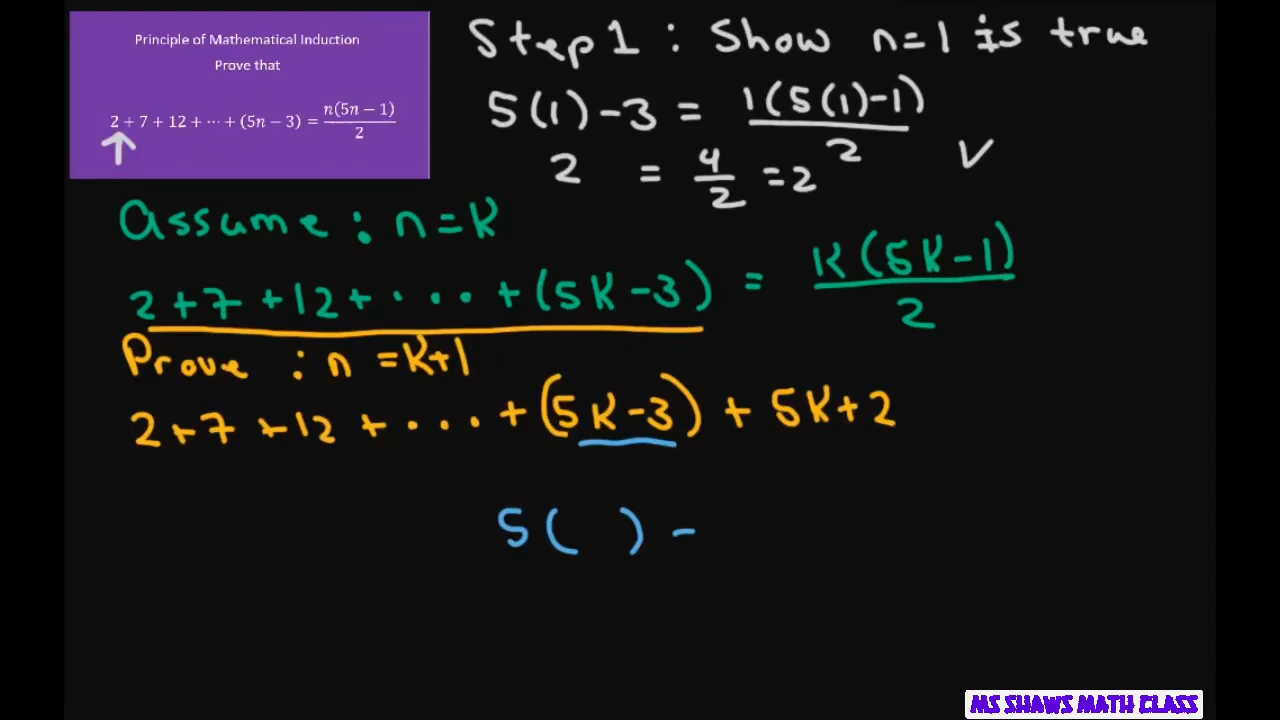 Principle of Mathematical Induction
Prove that
2 + 7 + 12 + ⋯ + (5n − 3) = n(5n − 1)/2
Step 1 : Show n=1 is true
5(1)-3 = 1(5(1)-1)/2
2 = 4/2 =2 ✓
Assume : n=K
2+7+12+ . . . +(5K-3) = K(5K-1)/2
Prove : n =K+1
2+7+12 + . . . +(5K-3) + 5K+2
5( ) -
MS SHAWS MATH CLASS